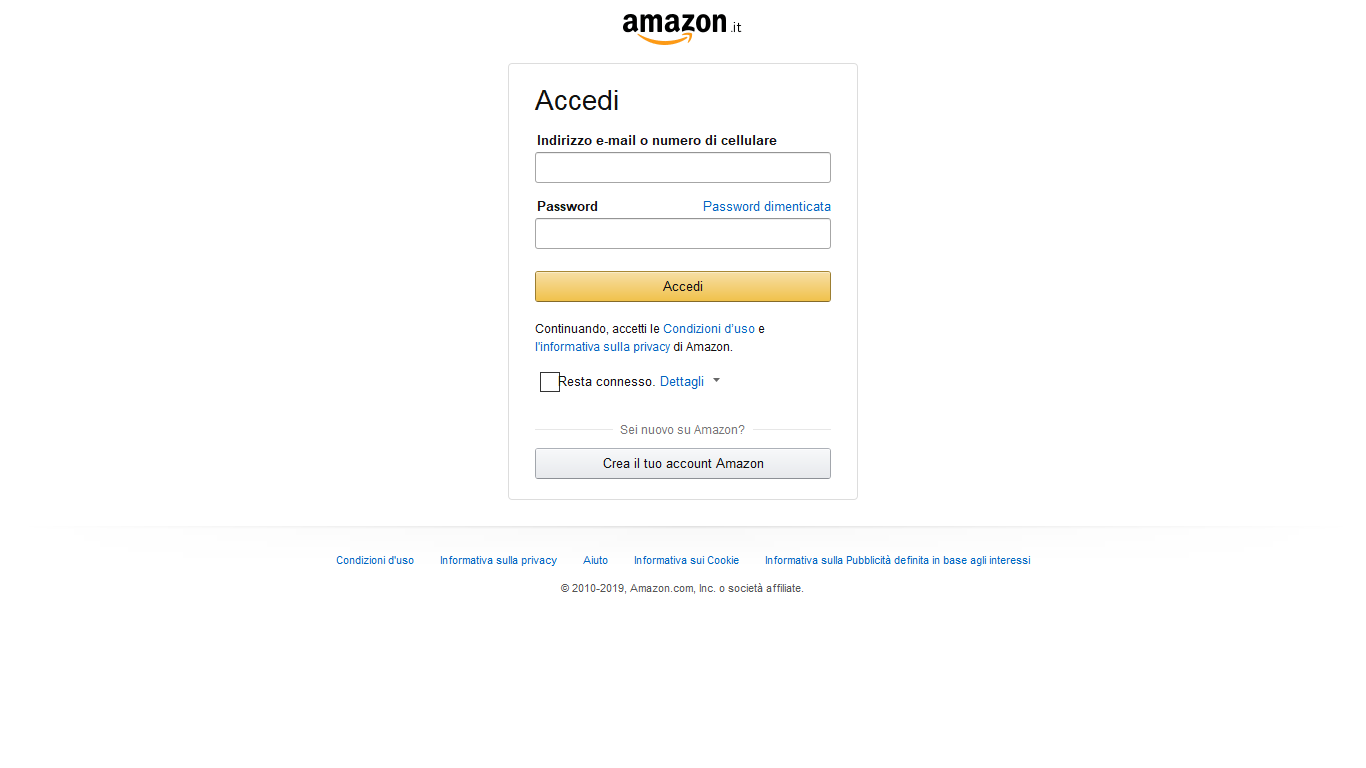 amazon.it
Accedi
Indirizzo e-mail o numero di cellulare
Password Password dimenticata
Accedi
Continuando, accetti le Condizioni d'uso e
l'informativa sulla privacy di Amazon.
Resta connesso. Dettagli
Sei nuovo su Amazon?
Crea il tuo account Amazon
Condizioni d'uso Informativa sulla privacy Aiuto Informativa sui Cookie Informativa sulla Pubblicità definita in base agli interessi
© 2010-2019, Amazon.com, Inc. o società affiliate.